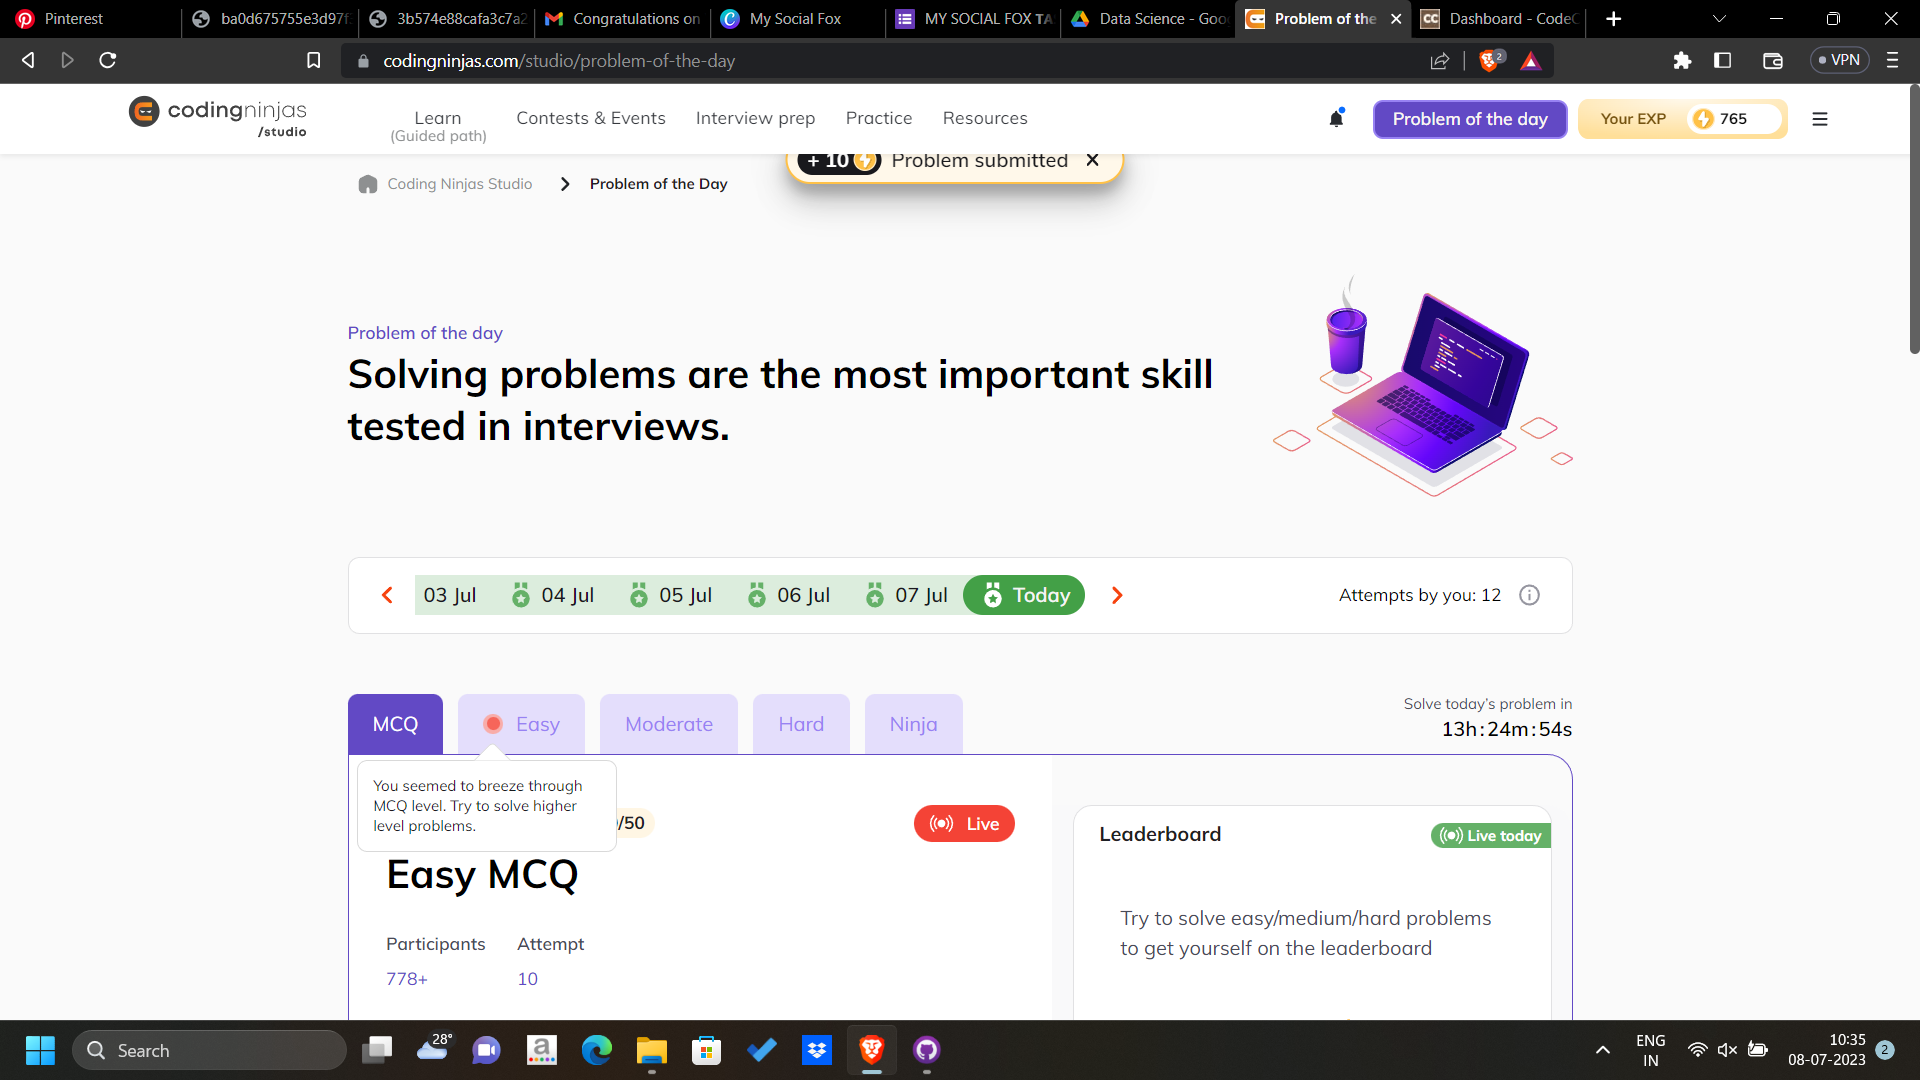 Pinterest
ba0d675755e3d97f
3b574e88cafa3c7a2
Congratulations on
My Social Fox
MY SOCIAL FOX TA
Data Science - Goo
Problem of the
Dashboard - CodeC
codingninjas.com/studio/problem-of-the-day
2
VPN
codingninjas
/studio
Learn
(Guided path)
Contests & Events
Interview prep
Practice
Resources
Problem of the day
Your EXP
765
+ 10 Problem submitted
Coding Ninjas Studio
Problem of the Day
Problem of the day
Solving problems are the most important skill
tested in interviews.
03 Jul
04 Jul
05 Jul
06 Jul
07 Jul
Today
Attempts by you: 12
MCQ
Easy
Moderate
Hard
Ninja
Solve today's problem in
13h:24m:54s
You seemed to breeze through
MCQ level. Try to solve higher
level problems.
/50
Live
Easy MCQ
Participants
Attempt
778+
10
Leaderboard
Live today
Try to solve easy/medium/hard problems
to get yourself on the leaderboard
Search
28°
a
ENG
IN
10:35
08-07-2023
2